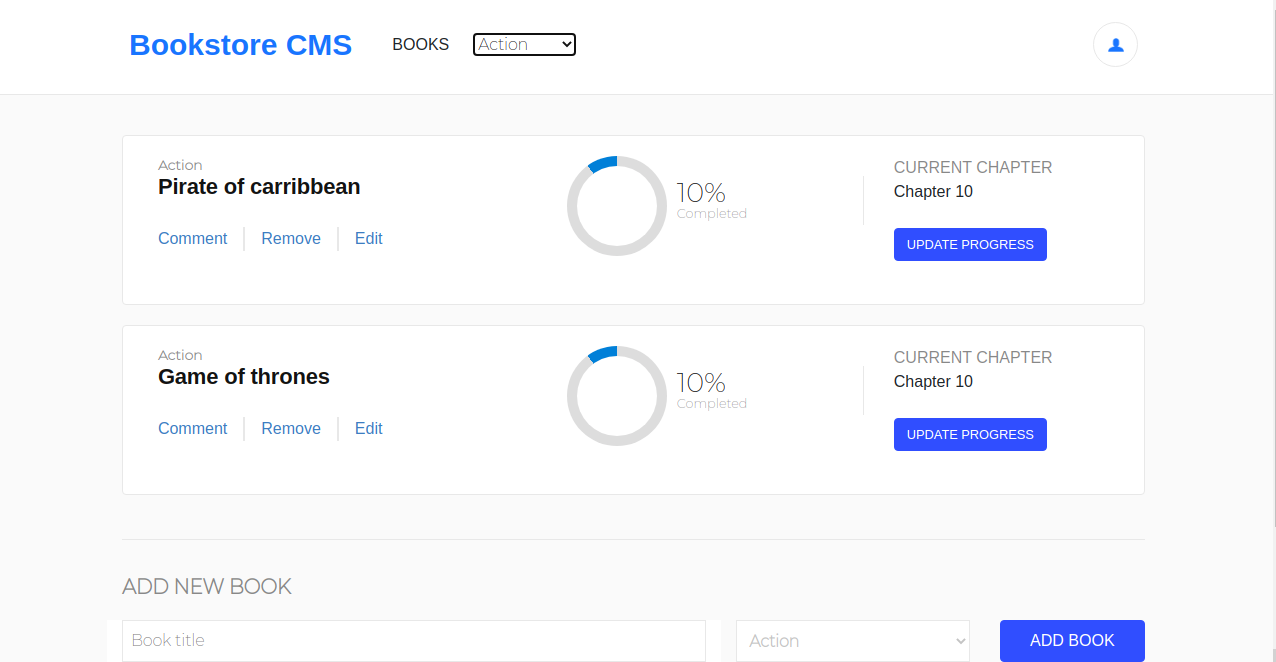 Bookstore CMS
BOOKS
Action
Action
Pirate of carribbean
Comment
Remove
Edit
10%
Completed
CURRENT CHAPTER
Chapter 10
UPDATE PROGRESS
Action
Game of thrones
Comment
Remove
Edit
10%
Completed
CURRENT CHAPTER
Chapter 10
UPDATE PROGRESS
ADD NEW BOOK
Book title
Action
ADD BOOK